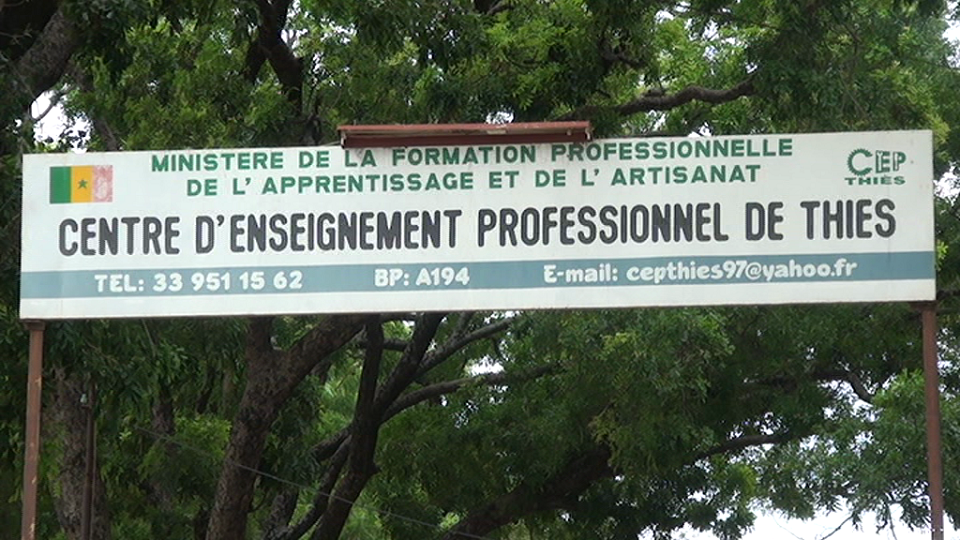 MINISTERE DE LA FORMATION PROFESSIONNELLE
DE L' APPRENTISSAGE ET DE L' ARTISANAT
CEP
THIÈS
CENTRE D'ENSEIGNEMENT PROFESSIONNEL DE THIES
TEL: 33 951 15 62 BP: A194 E-mail: cepthies97@yahoo.fr